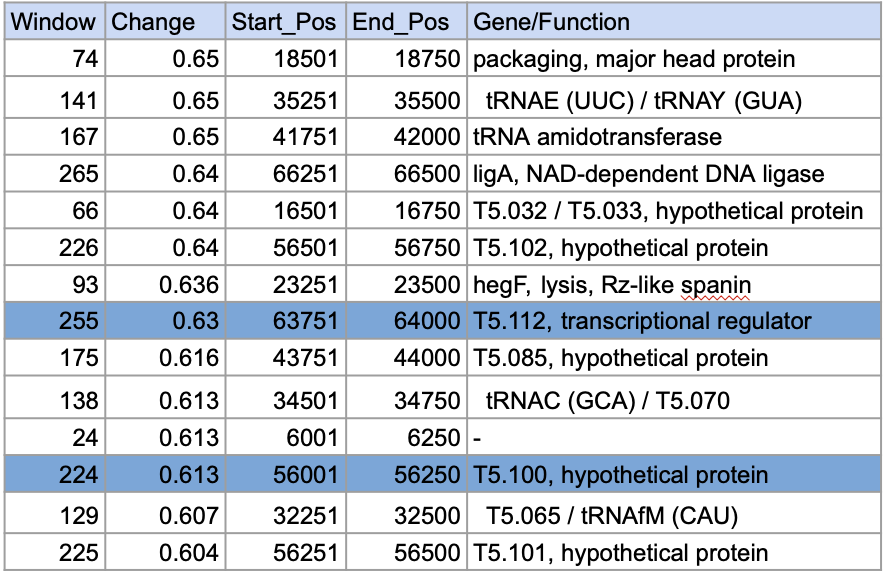 Window Change Start_Pos End_Pos Gene/Function
74 0.65 18501 18750 packaging, major head protein
141 0.65 35251 35500 tRNAE (UUC) / tRNAY (GUA)
167 0.65 41751 42000 tRNA amidotransferase
265 0.64 66251 66500 ligA, NAD-dependent DNA ligase
66 0.64 16501 16750 T5.032 / T5.033, hypothetical protein
226 0.64 56501 56750 T5.102, hypothetical protein
93 0.636 23251 23500 hegF, lysis, Rz-like spanin
255 0.63 63751 64000 T5.112, transcriptional regulator
175 0.616 43751 44000 T5.085, hypothetical protein
138 0.613 34501 34750 tRNAC (GCA) / T5.070
24 0.613 6001 6250 -
224 0.613 56001 56250 T5.100, hypothetical protein
129 0.607 32251 32500 T5.065 / tRNAfM (CAU)
225 0.604 56251 56500 T5.101, hypothetical protein